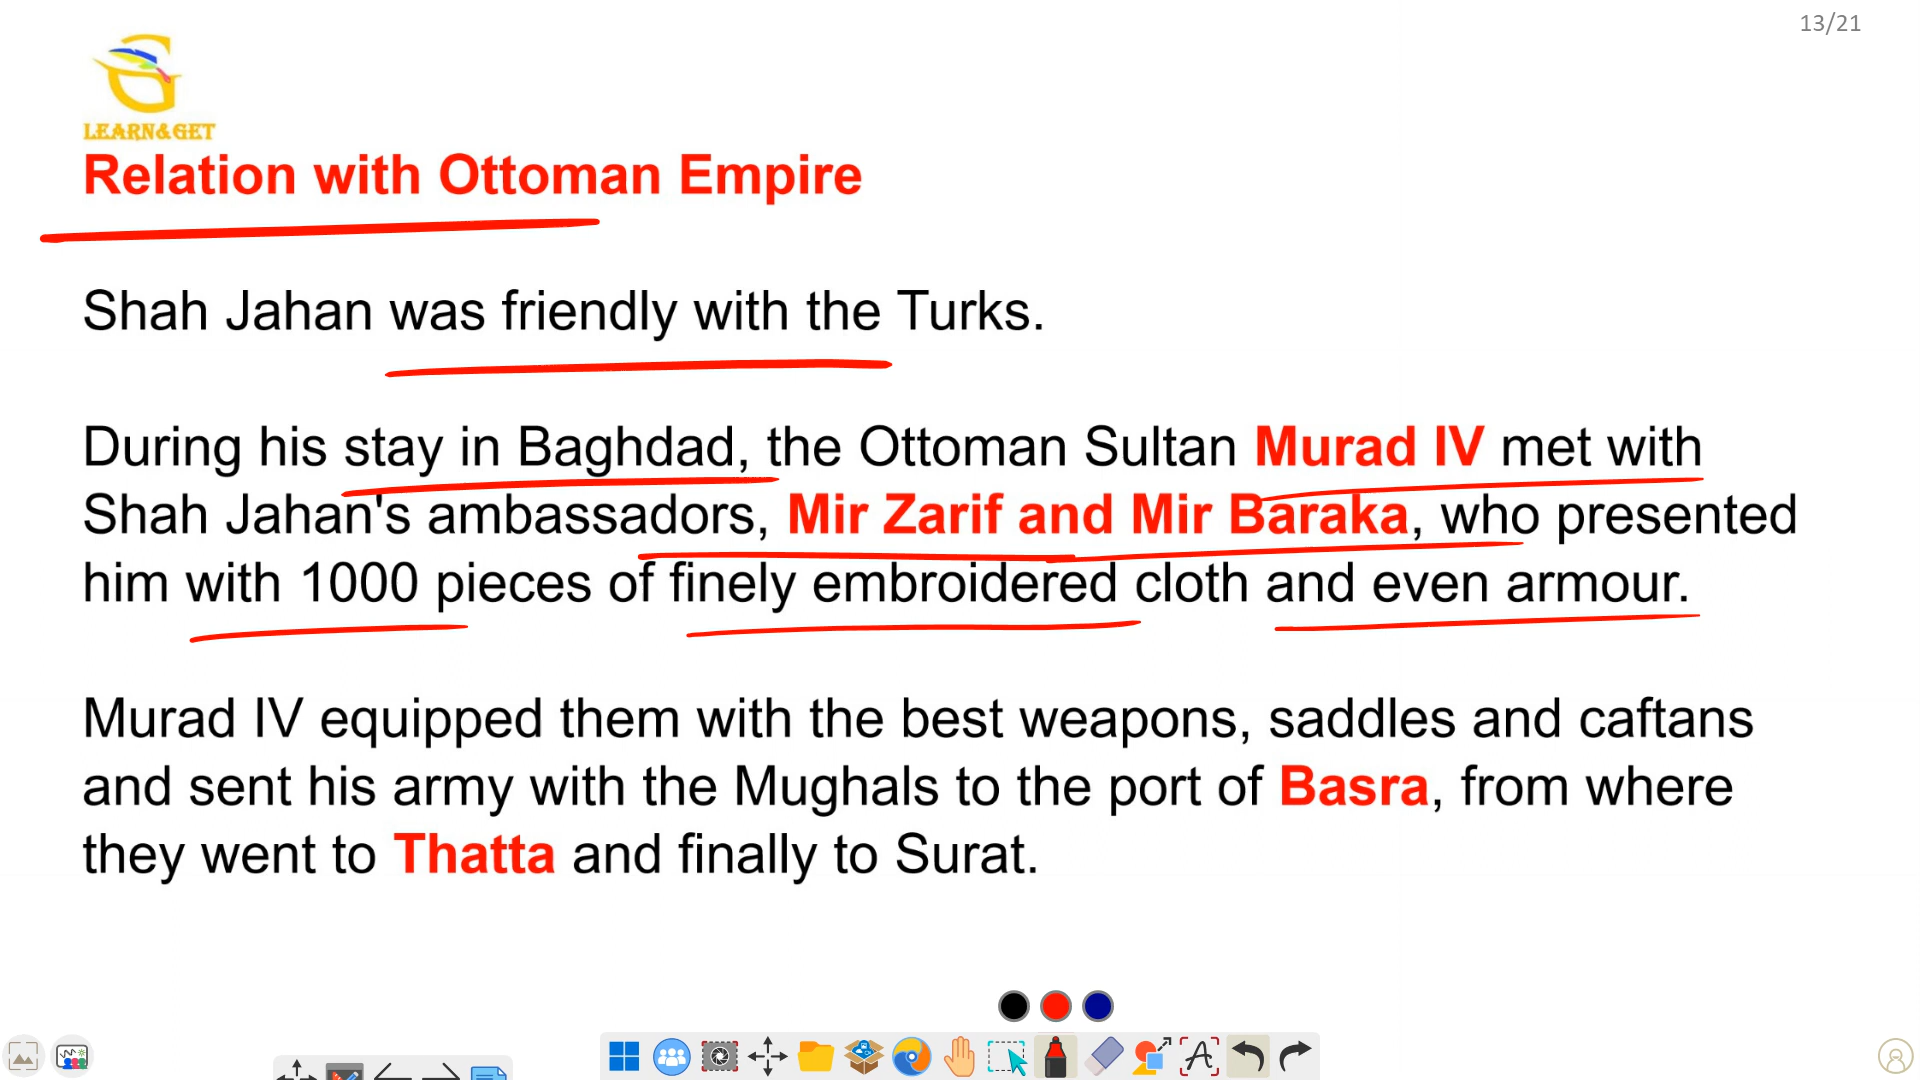 13/21
LEARN&GET
Relation with Ottoman Empire
Shah Jahan was friendly with the Turks.
During his stay in Baghdad, the Ottoman Sultan Murad IV met with
Shah Jahan's ambassadors, Mir Zarif and Mir Baraka, who presented
him with 1000 pieces of finely embroidered cloth and even armour.
Murad IV equipped them with the best weapons, saddles and caftans
and sent his army with the Mughals to the port of Basra, from where
they went to Thatta and finally to Surat.